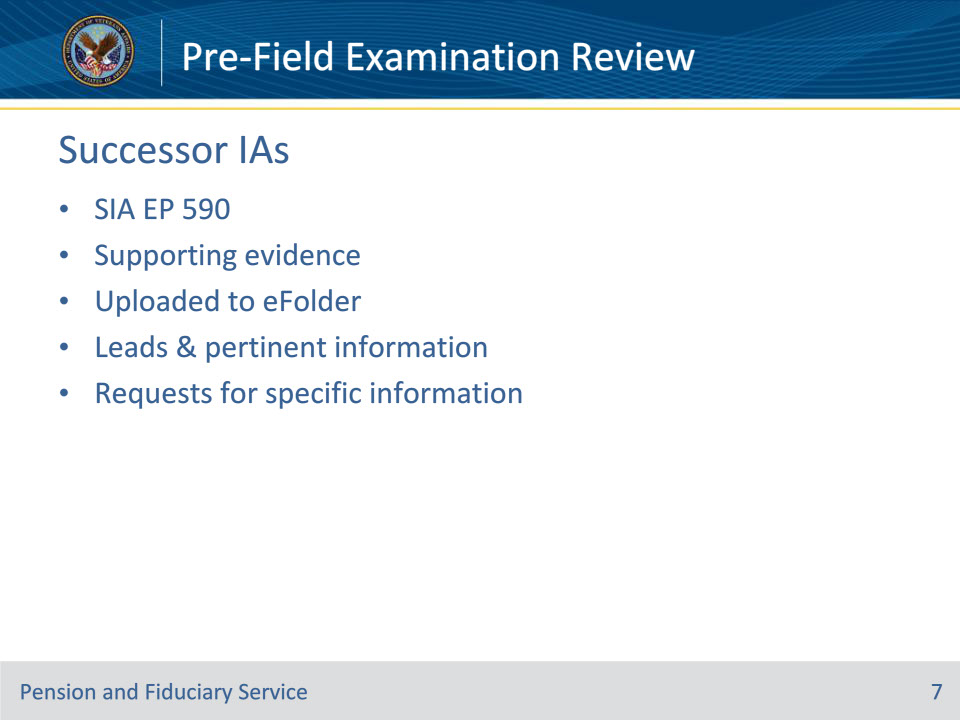 Pre-Field Examination Review
Successor IAs
• SIA EP 590
• Supporting evidence
• Uploaded to eFolder
• Leads & pertinent information
• Requests for specific information
Pension and Fiduciary Service
7